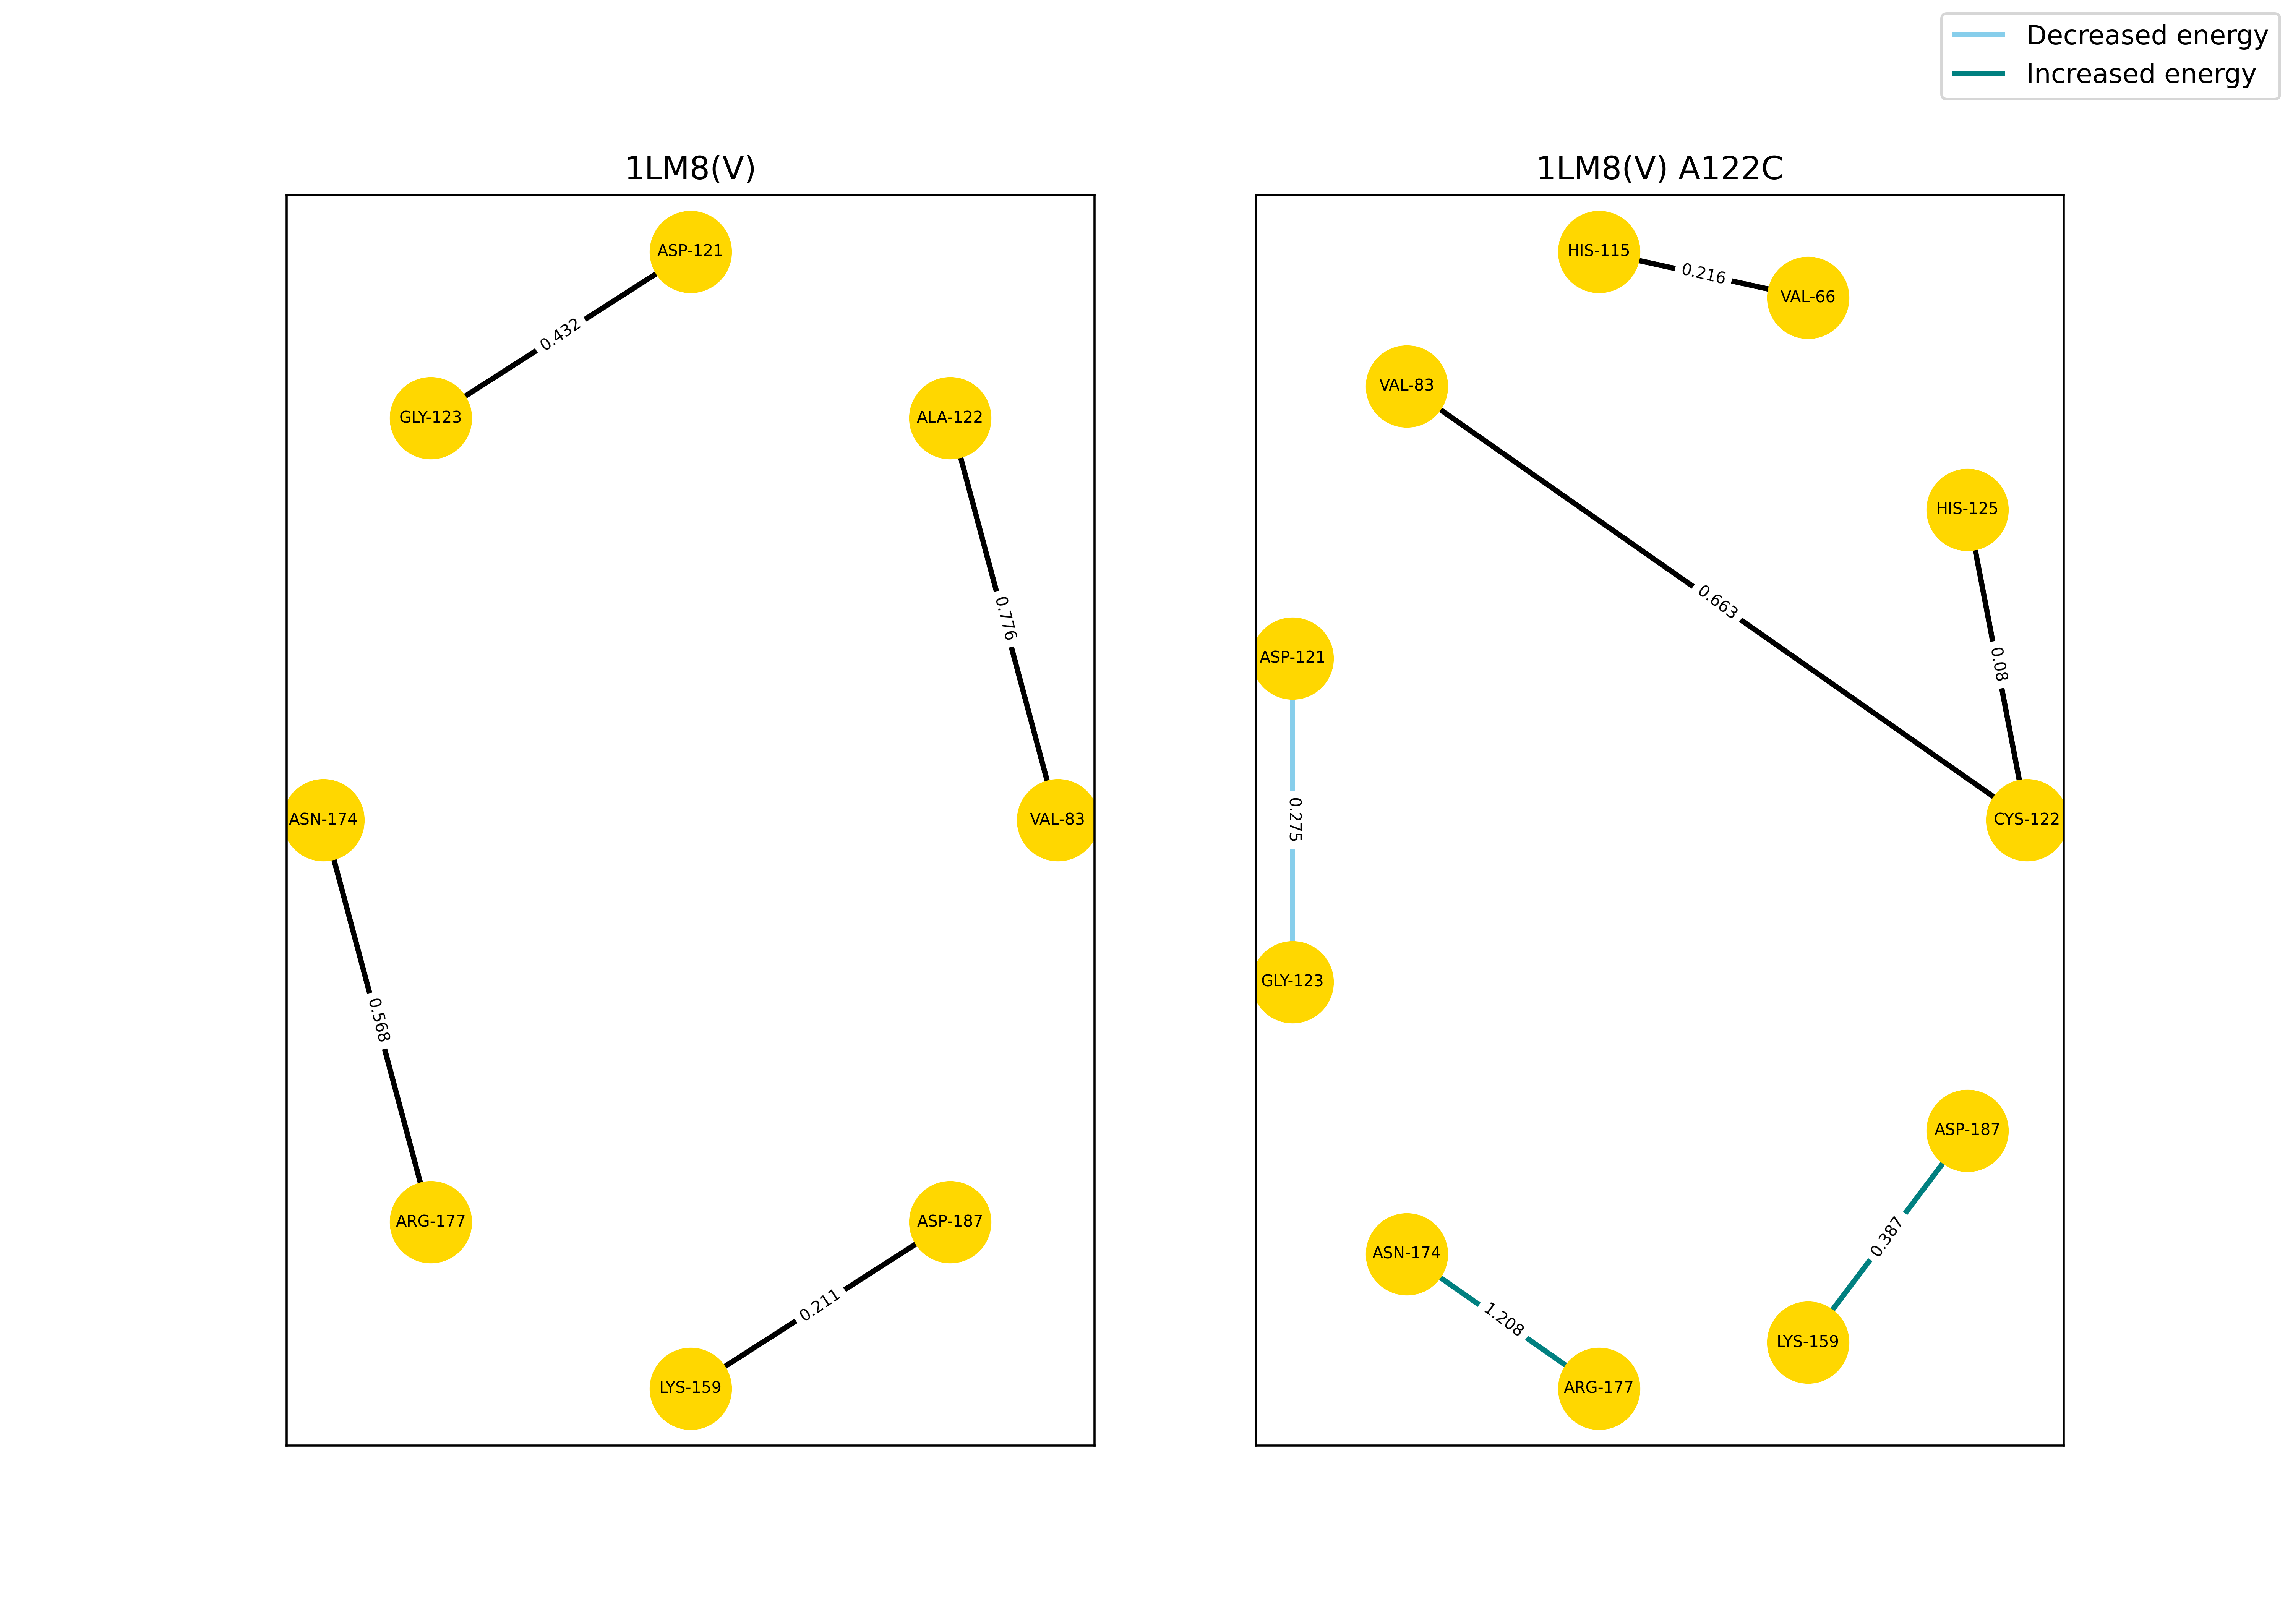 Decreased energy
Increased energy
1LM8(V)
ASP-121
0.432
GLY-123
ALA-122
0.776
ASN-174
VAL-83
0.568
ARG-177
ASP-187
0.211
LYS-159
1LM8(V) A122C
HIS-115
0.216
VAL-66
VAL-83
HIS-125
0.663
ASP-121
0.08
0.275
CYS-122
GLY-123
ASP-187
0.387
ASN-174
1.208
LYS-159
ARG-177